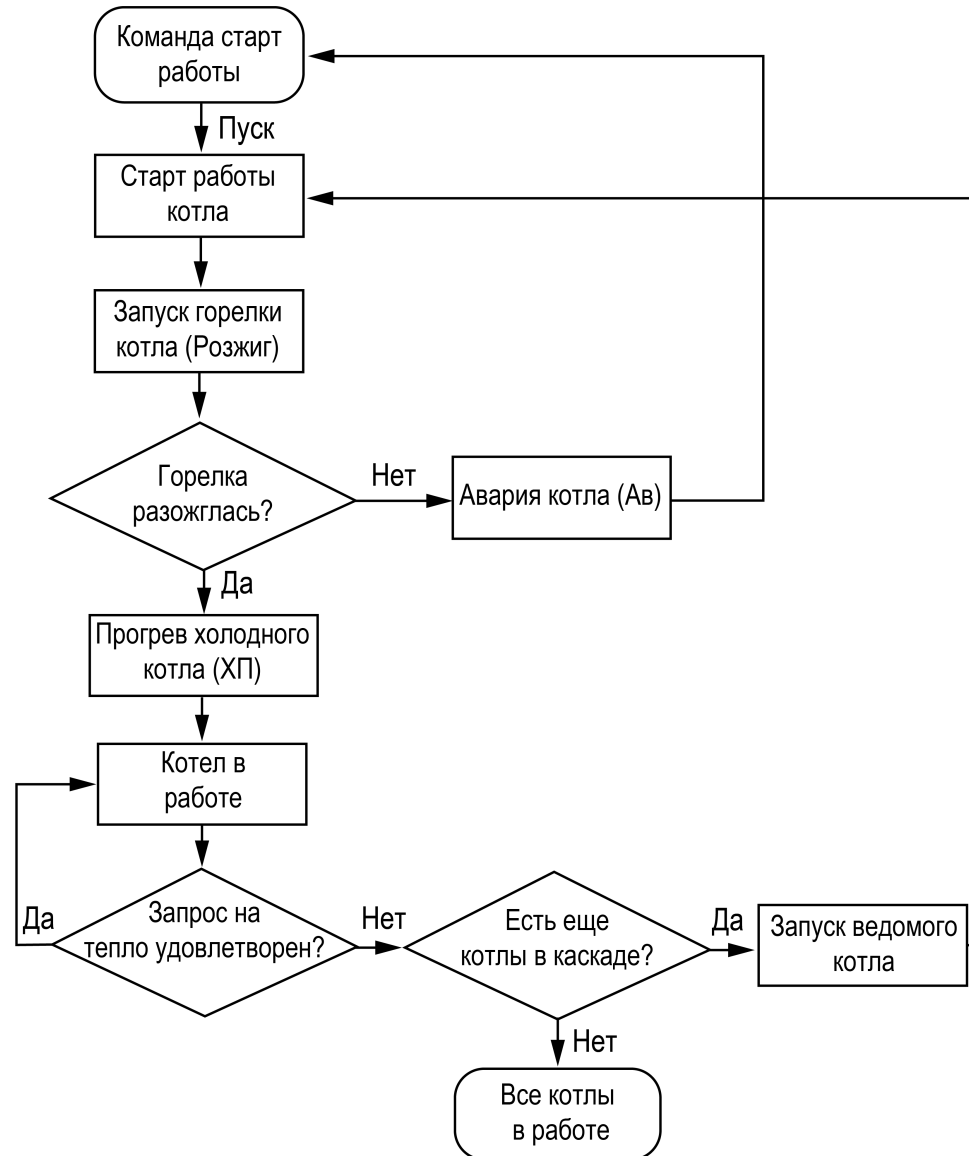 Команда старт
работы
Пуск
Старт работы
котла
Запуск горелки
котла (Розжиг)
Горелка
разожглась?
Нет
Авария котла (Ав)
Да
Прогрев холодного
котла (ХП)
Котел в
работе
Да
Запрос на
тепло удовлетворен?
Нет
Есть еще
котлы в каскаде?
Да
Запуск ведомого
котла
Нет
Все котлы
в работе